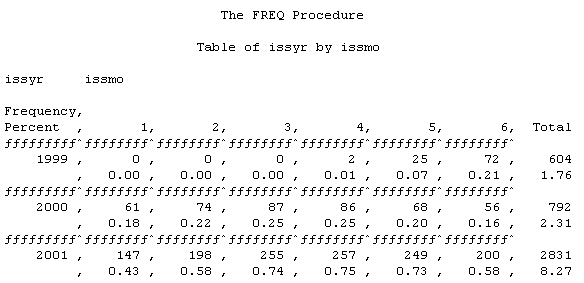 The FREQ Procedure
Table of issyr by issmo
issyr issmo
Frequency,
Percent , 1, 2, 3, 4, 5, 6, Total
ƒƒƒƒƒƒƒƒƒˆƒƒƒƒƒƒƒƒˆƒƒƒƒƒƒƒƒˆƒƒƒƒƒƒƒƒˆƒƒƒƒƒƒƒƒˆƒƒƒƒƒƒƒƒˆƒƒƒƒƒƒƒƒˆ
1999 , 0 , 0 , 0 , 2 , 25 , 72 , 604
, 0.00 , 0.00 , 0.00 , 0.01 , 0.07 , 0.21 , 1.76
ƒƒƒƒƒƒƒƒƒˆƒƒƒƒƒƒƒƒˆƒƒƒƒƒƒƒƒˆƒƒƒƒƒƒƒƒˆƒƒƒƒƒƒƒƒˆƒƒƒƒƒƒƒƒˆƒƒƒƒƒƒƒƒˆ
2000 , 61 , 74 , 87 , 86 , 68 , 56 , 792
, 0.18 , 0.22 , 0.25 , 0.25 , 0.20 , 0.16 , 2.31
ƒƒƒƒƒƒƒƒƒˆƒƒƒƒƒƒƒƒˆƒƒƒƒƒƒƒƒˆƒƒƒƒƒƒƒƒˆƒƒƒƒƒƒƒƒˆƒƒƒƒƒƒƒƒˆƒƒƒƒƒƒƒƒˆ
2001 , 147 , 198 , 255 , 257 , 249 , 200 , 2831
, 0.43 , 0.58 , 0.74 , 0.75 , 0.73 , 0.58 , 8.27